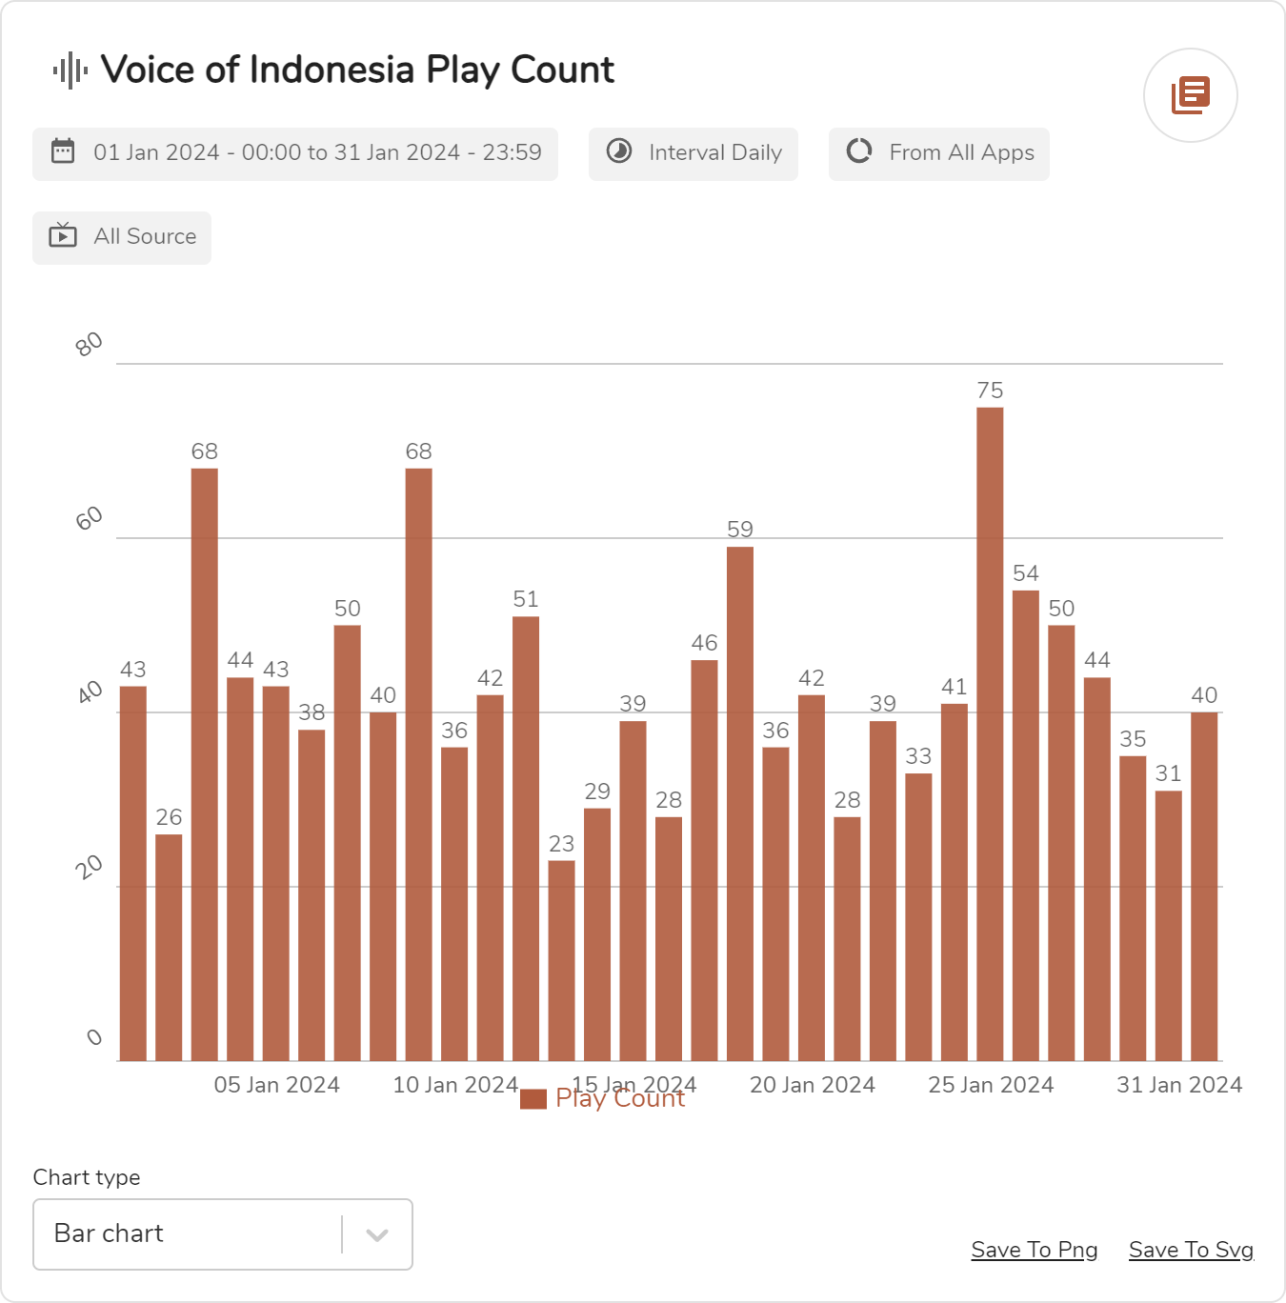 Voice of Indonesia Play Count
01 Jan 2024 - 00:00 to 31 Jan 2024 - 23:59
Interval Daily
From All Apps
All Source
80
60
40
20
0
43
26
68
44
43
38
50
40
68
36
42
51
23
29
39
28
46
59
36
42
28
39
33
41
75
54
50
44
35
31
40
05 Jan 2024
10 Jan 2024
15 Jan 2024
20 Jan 2024
25 Jan 2024
31 Jan 2024
Play Count
Chart type
Bar chart
Save To Png
Save To Svg